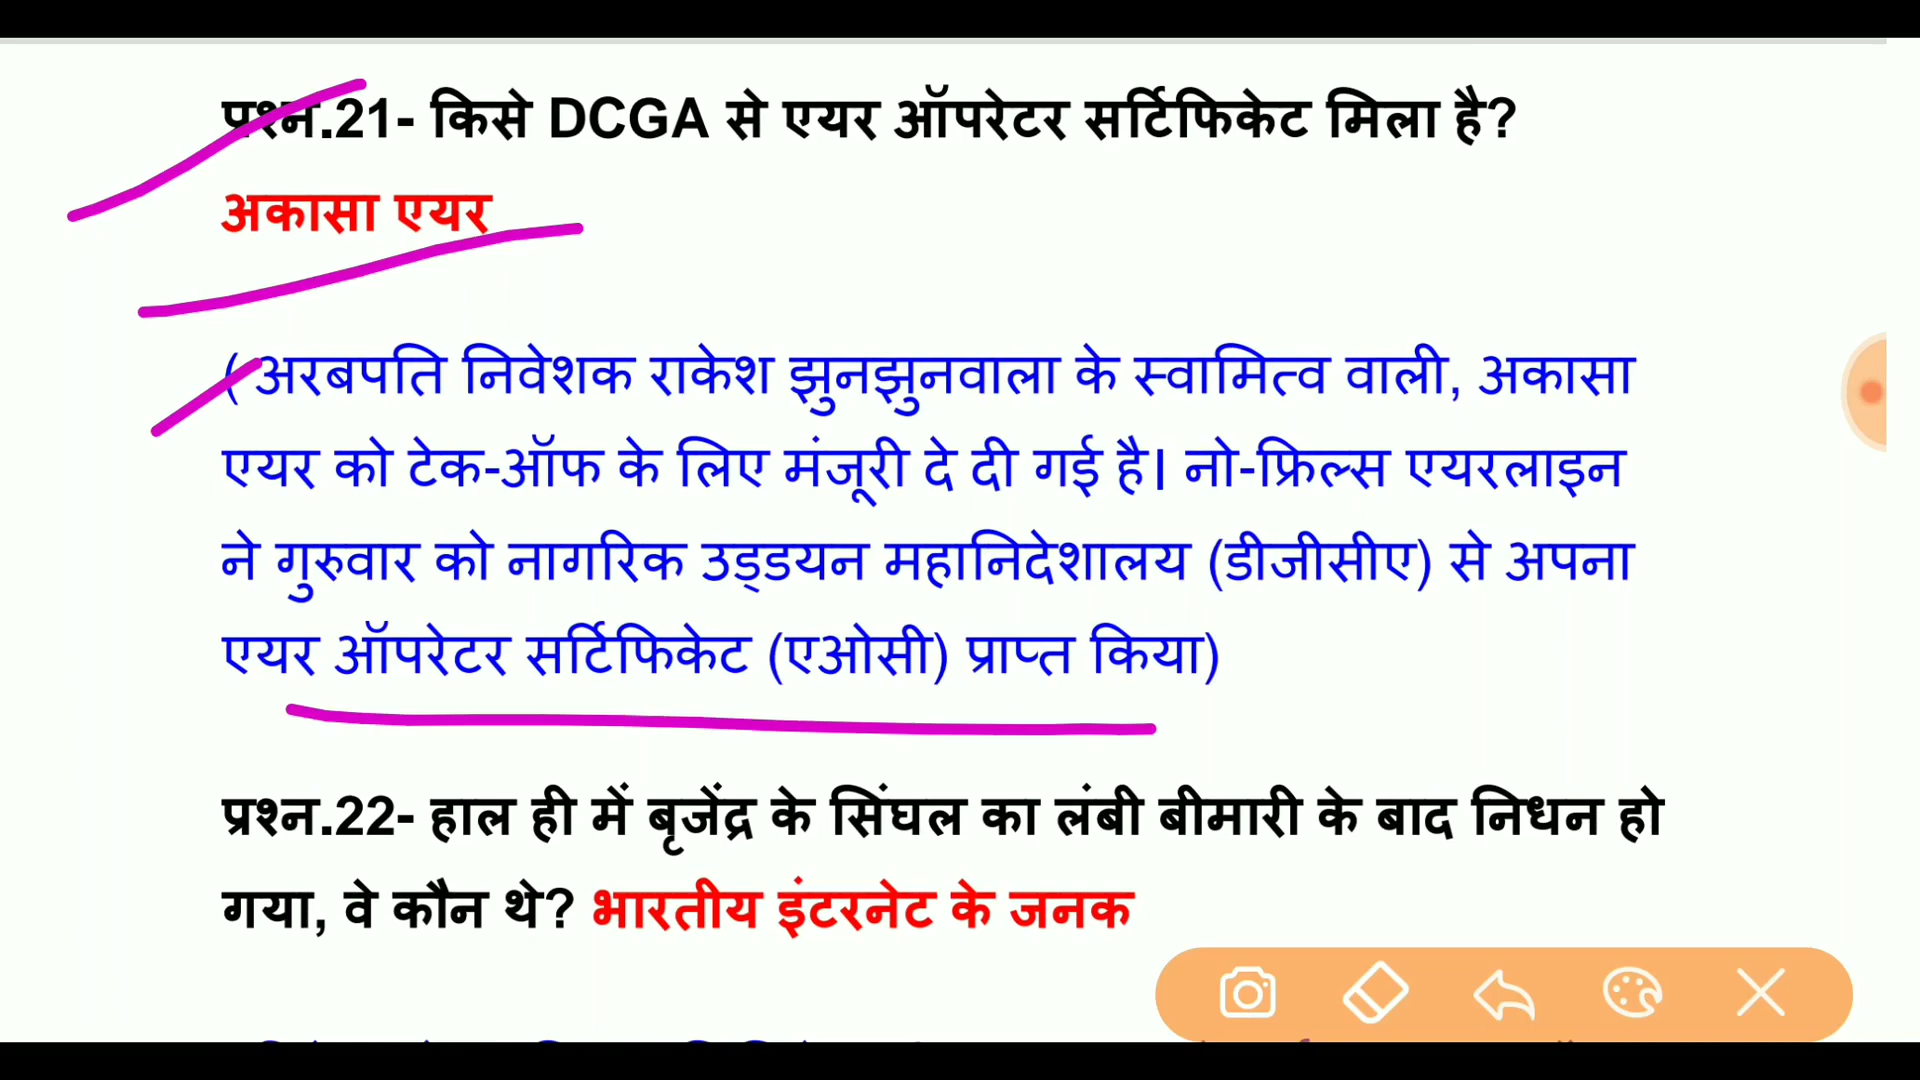 प्रश्न.21- किसे DCGA से एयर ऑपरेटर सर्टिफिकेट मिला है?
अकासा एयर
( अरबपति निवेशक राकेश झुनझुनवाला के स्वामित्व वाली, अकासा
एयर को टेक-ऑफ के लिए मंजूरी दे दी गई है। नो-फ्रिल्स एयरलाइन
ने गुरुवार को नागरिक उड्डयन महानिदेशालय (डीजीसीए) से अपना
एयर ऑपरेटर सर्टिफिकेट (एओसी) प्राप्त किया)
प्रश्न.22- हाल ही में बृजेंद्र के सिंघल का लंबी बीमारी के बाद निधन हो
गया, वे कौन थे? भारतीय इंटरनेट के जनक